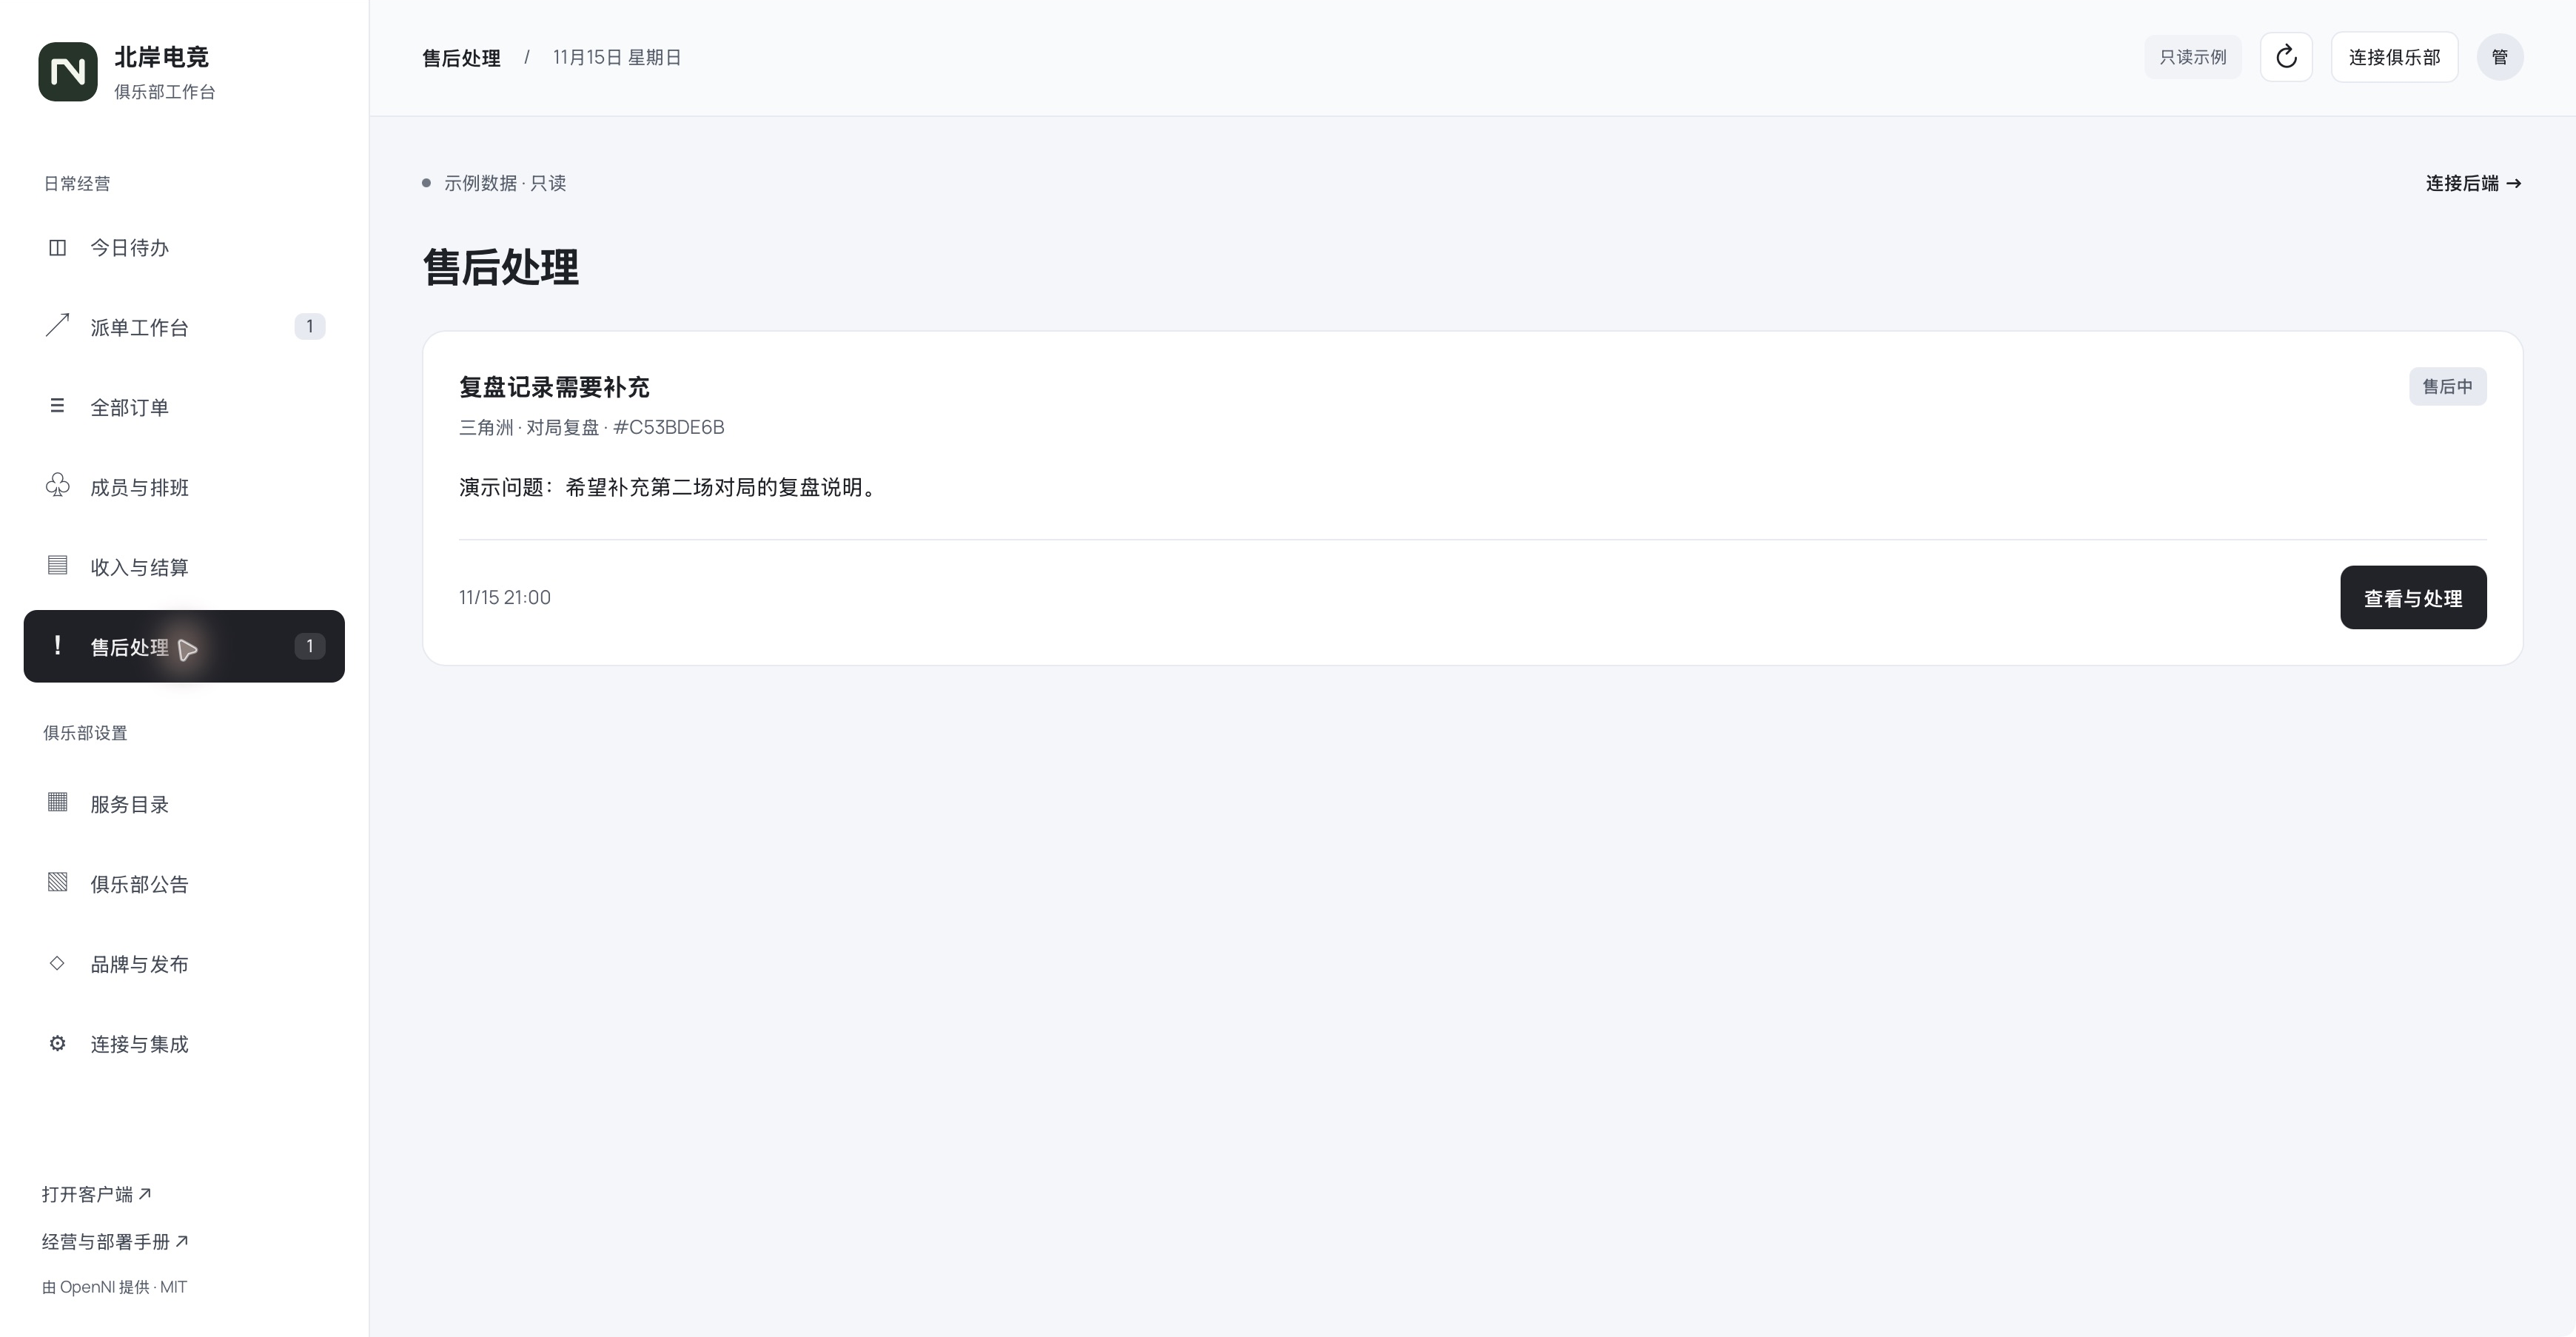 北岸电竞
俱乐部工作台
日常经营
今日待办
派单工作台 1
全部订单
成员与排班
收入与结算
! 售后处理 1
俱乐部设置
服务目录
俱乐部公告
品牌与发布
连接与集成
打开客户端 ↗
经营与部署手册 ↗
由 OpenNI 提供 · MIT
售后处理 / 11月15日 星期日
只读示例
连接俱乐部
管
示例数据 · 只读
连接后端 →
售后处理
复盘记录需要补充
售后中
三角洲 · 对局复盘 · #C53BDE6B
演示问题：希望补充第二场对局的复盘说明。
11/15 21:00
查看与处理